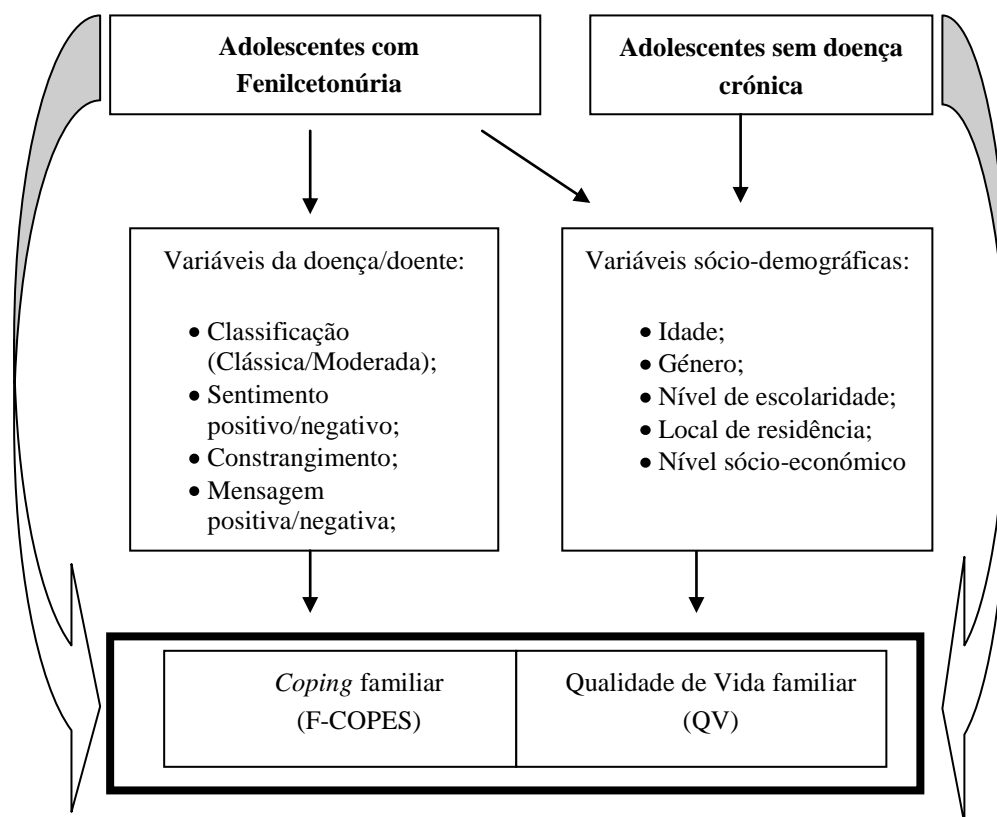 Adolescentes com
Fenilcetonúria
Adolescentes sem doença
crónica
Variáveis da doença/doente:
• Classificação
(Clássica/Moderada);
• Sentimento
positivo/negativo;
• Constrangimento;
• Mensagem
positiva/negativa;
Variáveis sócio-demográficas:
• Idade;
• Género;
• Nível de escolaridade;
• Local de residência;
• Nível sócio-económico
Coping familiar
(F-COPES)
Qualidade de Vida familiar
(QV)